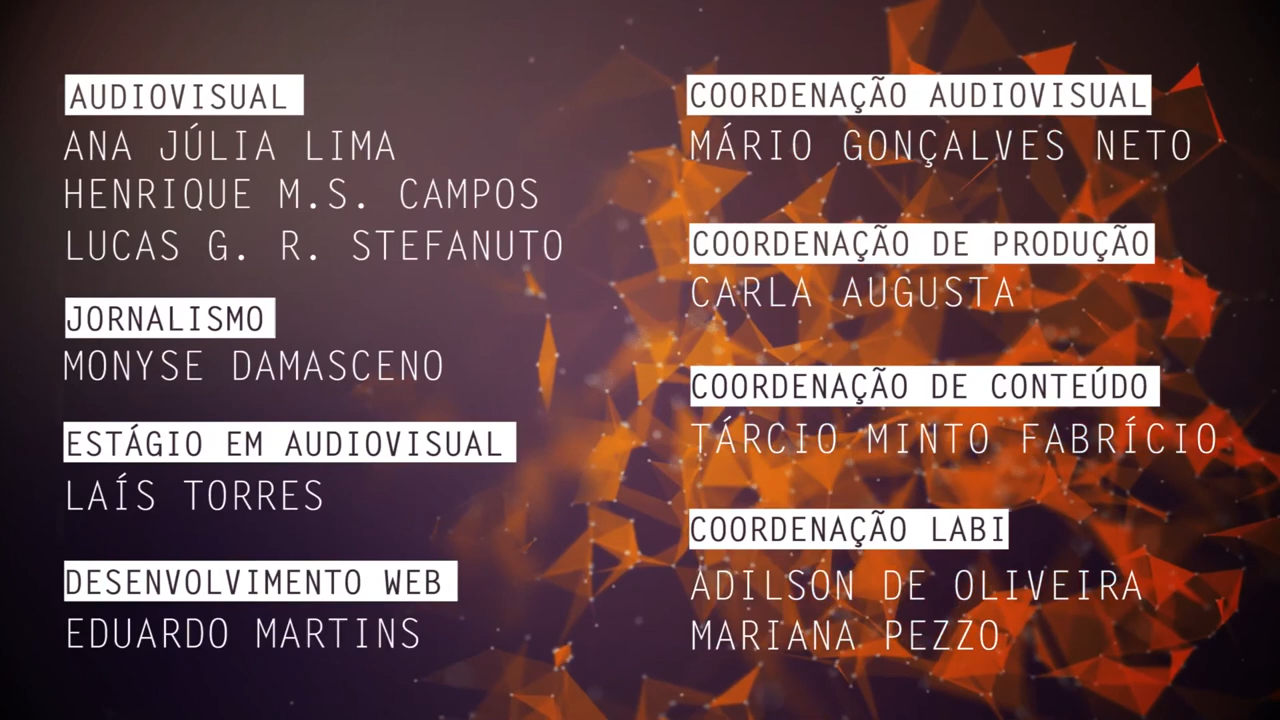 AUDIOVISUAL
ANA JÚLIA LIMA
HENRIQUE M.S. CAMPOS
LUCAS G. R. STEFANUTO
JORNALISMO
MONYSE DAMASCENO
ESTÁGIO EM AUDIOVISUAL
LAÍS TORRES
DESENVOLVIMENTO WEB
EDUARDO MARTINS
COORDENAÇÃO AUDIOVISUAL
MÁRIO GONÇALVES NETO
COORDENAÇÃO DE PRODUÇÃO
CARLA AUGUSTA
COORDENAÇÃO DE CONTEÚDO
TÁRCIO MINTO FABRÍCIO
COORDENAÇÃO LABI
ADILSON DE OLIVEIRA
MARIANA PEZZO